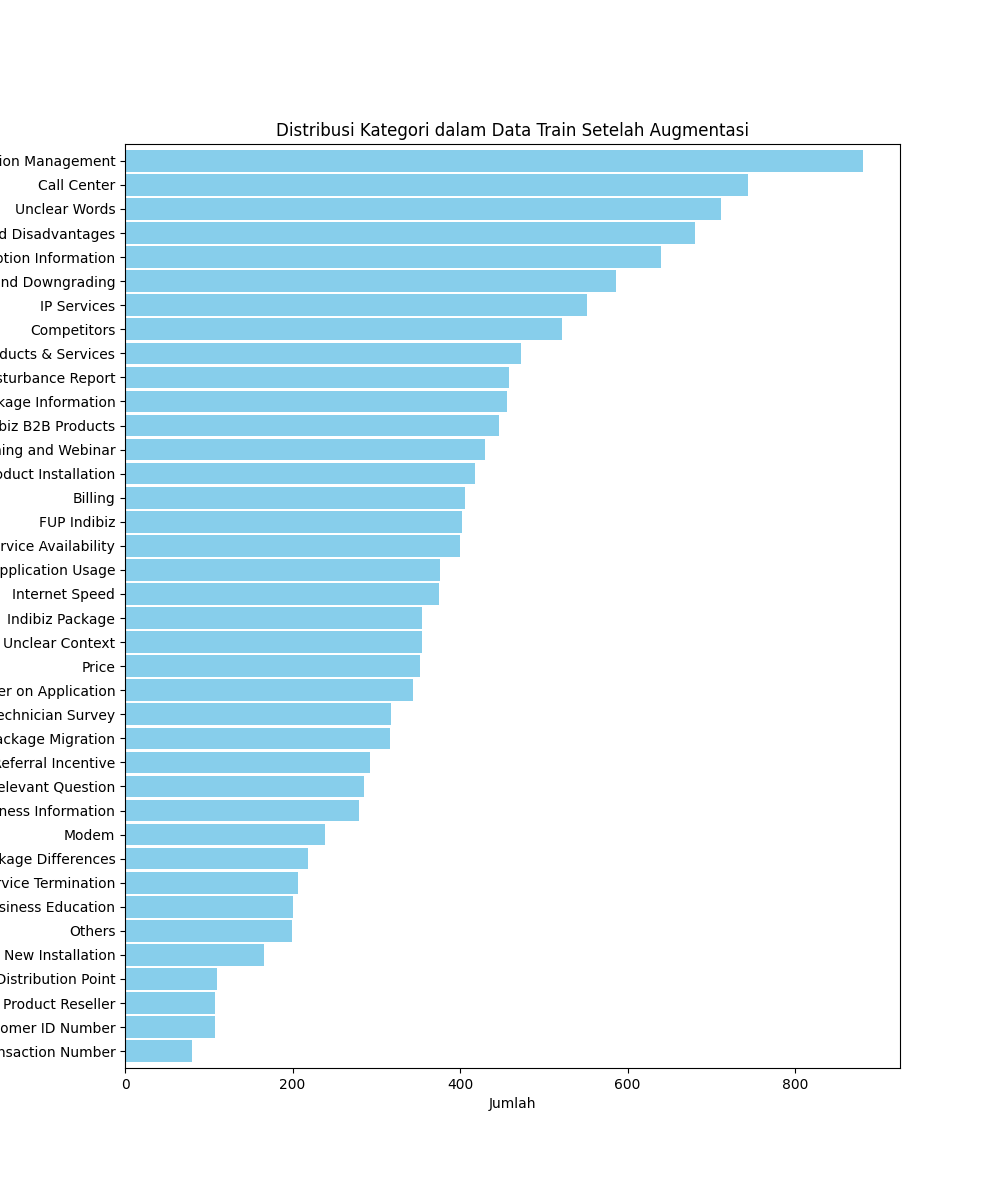 Distribusi Kategori dalam Data Train Setelah Augmentasi
ion Management
Call Center
Unclear Words
d Disadvantages
ption Information
nd Downgrading
IP Services
Competitors
ducts & Services
sturbance Report
kage Information
biz B2B Products
ning and Webinar
oduct Installation
Billing
FUP Indibiz
rvice Availability
pplication Usage
Internet Speed
Indibiz Package
Unclear Context
Price
er on Application
echnician Survey
ackage Migration
Referral Incentive
elevant Question
ness Information
Modem
kage Differences
rvice Termination
siness Education
Others
New Installation
Distribution Point
Product Reseller
omer ID Number
nsaction Number
0 200 400 600 800
Jumlah